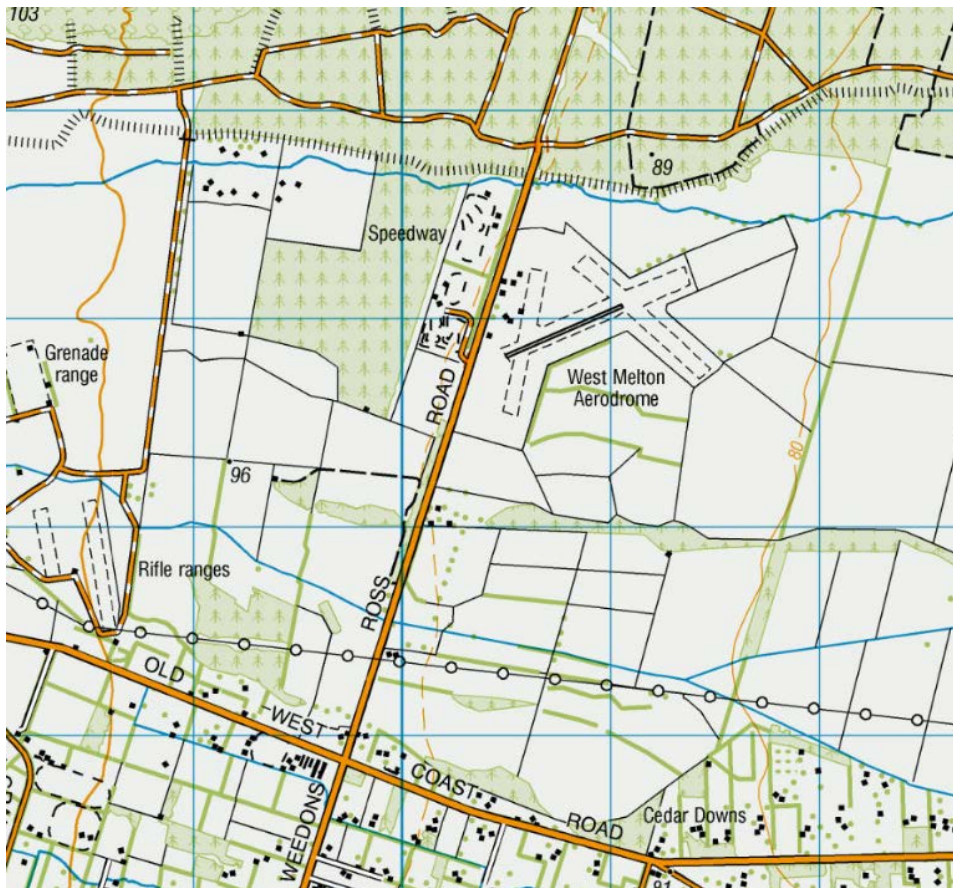 103
89
Speedway
Grenade
range
ROAD
West Melton
Aerodrome
80
96
Rifle ranges
ROSS
OLD
WEST
COAST
ROAD
WEEDONS
Cedar Downs
81